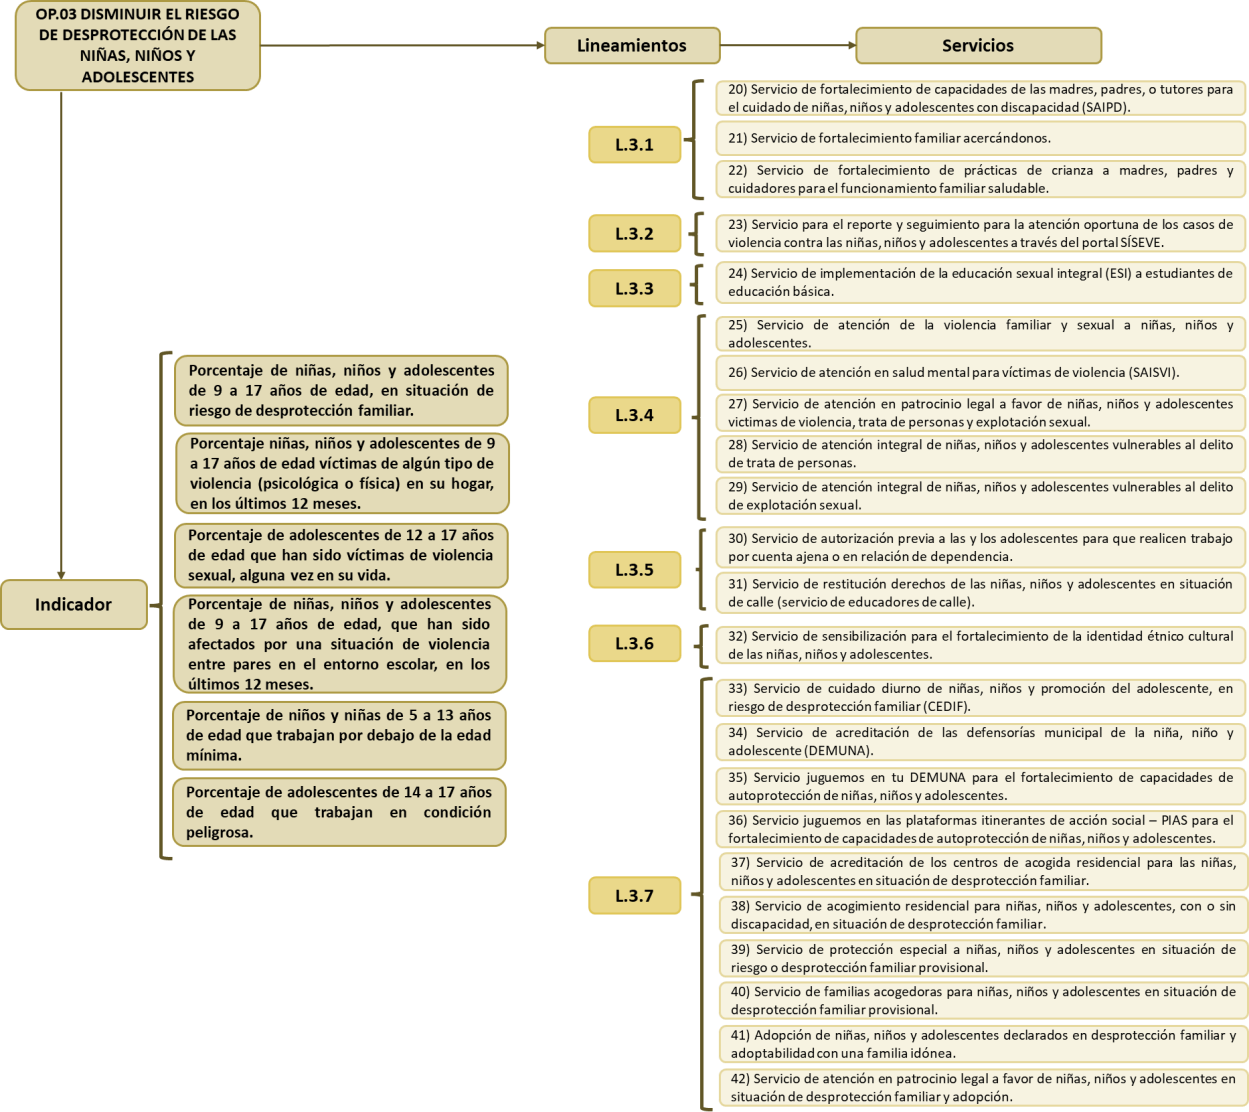 OP.03 DISMINUIR EL RIESGO
DE DESPROTECCIÓN DE LAS
NIÑAS, NIÑOS Y
ADOLESCENTES
Lineamientos
Servicios
L.3.1
20) Servicio de fortalecimiento de capacidades de las madres, padres, o tutores para
el cuidado de niñas, niños y adolescentes con discapacidad (SAIPD).
21) Servicio de fortalecimiento familiar acercándonos.
22) Servicio de fortalecimiento de prácticas de crianza a madres, padres y
cuidadores para el funcionamiento familiar saludable.
L.3.2
23) Servicio para el reporte y seguimiento para la atención oportuna de los casos de
violencia contra las niñas, niños y adolescentes a través del portal SÍSEVE.
L.3.3
24) Servicio de implementación de la educación sexual integral (ESI) a estudiantes de
educación básica.
L.3.4
25) Servicio de atención de la violencia familiar y sexual a niñas, niños y
adolescentes.
26) Servicio de atención en salud mental para víctimas de violencia (SAISVI).
27) Servicio de atención en patrocinio legal a favor de niñas, niños y adolescentes
victimas de violencia, trata de personas y explotación sexual.
28) Servicio de atención integral de niñas, niños y adolescentes vulnerables al delito
de trata de personas.
29) Servicio de atención integral de niñas, niños y adolescentes vulnerables al delito
de explotación sexual.
L.3.5
30) Servicio de autorización previa a las y los adolescentes para que realicen trabajo
por cuenta ajena o en relación de dependencia.
31) Servicio de restitución derechos de las niñas, niños y adolescentes en situación
de calle (servicio de educadores de calle).
L.3.6
32) Servicio de sensibilización para el fortalecimiento de la identidad étnico cultural
de las niñas, niños y adolescentes.
L.3.7
33) Servicio de cuidado diurno de niñas, niños y promoción del adolescente, en
riesgo de desprotección familiar (CEDIF).
34) Servicio de acreditación de las defensorías municipal de la niña, niño y
adolescente (DEMUNA).
35) Servicio juguemos en tu DEMUNA para el fortalecimiento de capacidades de
autoprotección de niñas, niños y adolescentes.
36) Servicio juguemos en las plataformas itinerantes de acción social – PIAS para el
fortalecimiento de capacidades de autoprotección de niñas, niños y adolescentes.
37) Servicio de acreditación de los centros de acogida residencial para las niñas,
niños y adolescentes en situación de desprotección familiar.
38) Servicio de acogimiento residencial para niñas, niños y adolescentes, con o sin
discapacidad, en situación de desprotección familiar.
39) Servicio de protección especial a niñas, niños y adolescentes en situación de
riesgo o desprotección familiar provisional.
40) Servicio de familias acogedoras para niñas, niños y adolescentes en situación de
desprotección familiar provisional.
41) Adopción de niñas, niños y adolescentes declarados en desprotección familiar y
adoptabilidad con una familia idónea.
42) Servicio de atención en patrocinio legal a favor de niñas, niños y adolescentes en
situación de desprotección familiar y adopción.
Indicador
Porcentaje de niñas, niños y adolescentes
de 9 a 17 años de edad, en situación de
riesgo de desprotección familiar.
Porcentaje niñas, niños y adolescentes de 9
a 17 años de edad víctimas de algún tipo de
violencia (psicológica o física) en su hogar,
en los últimos 12 meses.
Porcentaje de adolescentes de 12 a 17 años
de edad que han sido víctimas de violencia
sexual, alguna vez en su vida.
Porcentaje de niñas, niños y adolescentes
de 9 a 17 años de edad, que han sido
afectados por una situación de violencia
entre pares en el entorno escolar, en los
últimos 12 meses.
Porcentaje de niños y niñas de 5 a 13 años
de edad que trabajan por debajo de la edad
mínima.
Porcentaje de adolescentes de 14 a 17 años
de edad que trabajan en condición
peligrosa.